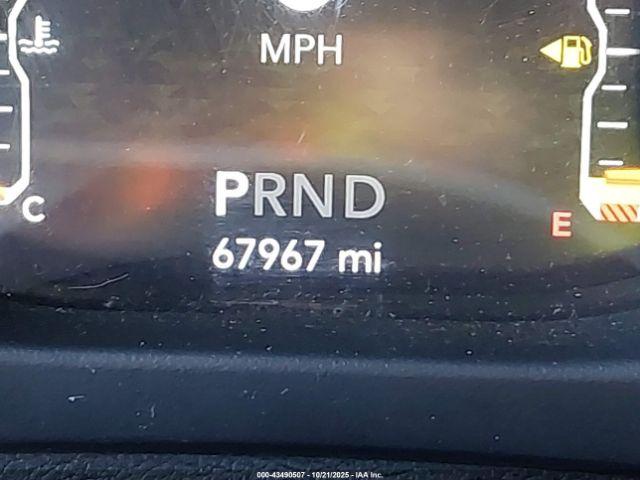 MPH
PRND
C
E
67967 mi
000-43490507 - 10/21/2025 - IAA Inc.